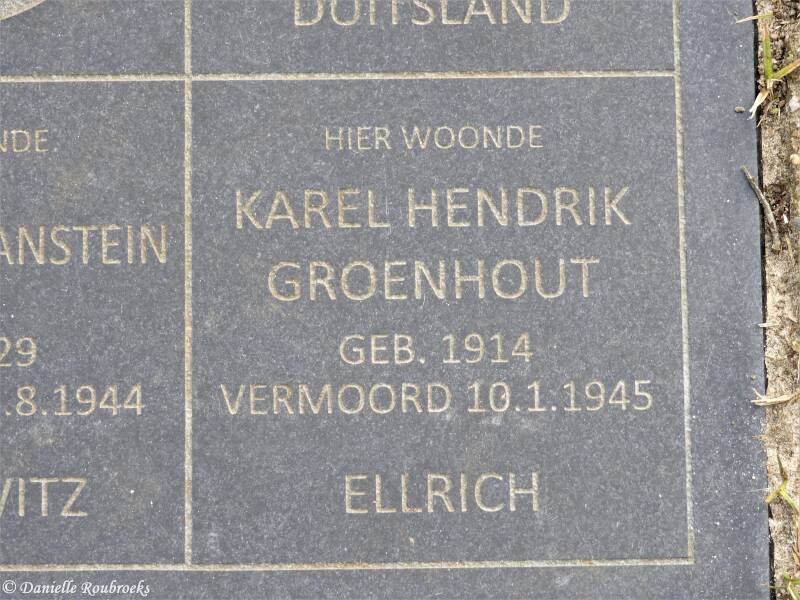 DUITSLAND
HIER WOONDE
KAREL HENDRIK
GROENHOUT
GEB. 1914
VERMOORD 10.1.1945
ELLRICH
NDE
ANSTEIN
29
.8.1944
VITZ
© Danielle Roubroeks